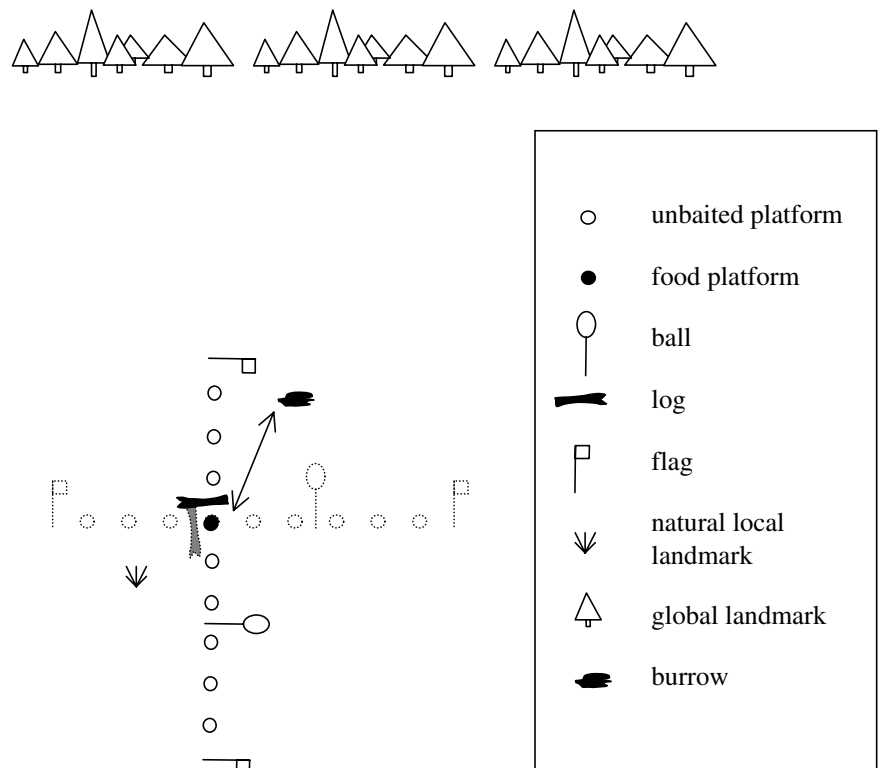 unbaited platform
food platform
ball
log
flag
natural local
landmark
global landmark
burrow